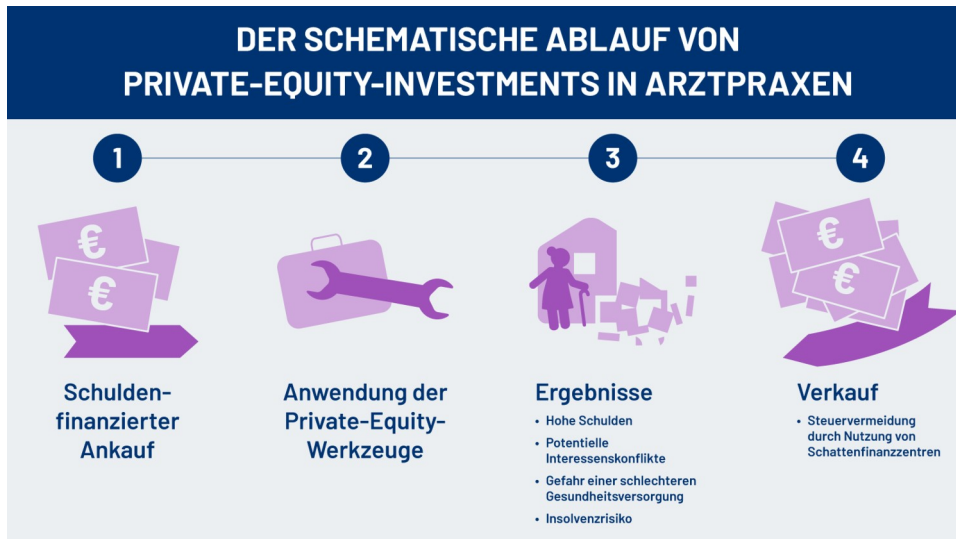 DER SCHEMATISCHE ABLAUF VON
PRIVATE-EQUITY-INVESTMENTS IN ARZTPRAXEN
1
2
3
4
€
€
€
€
Schulden-
finanzierter
Ankauf
Anwendung der
Private-Equity-
Werkzeuge
Ergebnisse
• Hohe Schulden
• Potentielle
Interessenskonflikte
• Gefahr einer schlechteren
Gesundheitsversorgung
• Insolvenzrisiko
Verkauf
• Steuervermeidung
durch Nutzung von
Schattenfinanzzentren